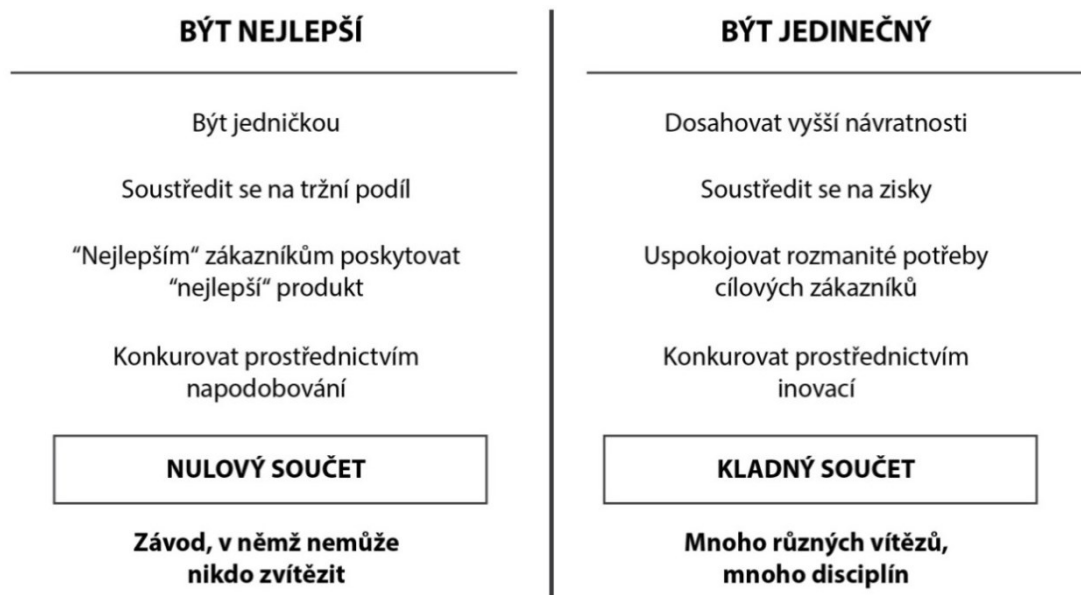 BÝT NEJLEPŠÍ
Být jedničkou
Soustředit se na tržní podíl
“Nejlepším“ zákazníkům poskytovat
“nejlepší“ produkt
Konkurovat prostřednictvím
napodobování
NULOVÝ SOUČET
Závod, v němž nemůže
nikdo zvítězit
BÝT JEDINEČNÝ
Dosahovat vyšší návratnosti
Soustředit se na zisky
Uspokojovat rozmanité potřeby
cílových zákazníků
Konkurovat prostřednictvím
inovací
KLADNÝ SOUČET
Mnoho různých vítězů,
mnoho disciplín